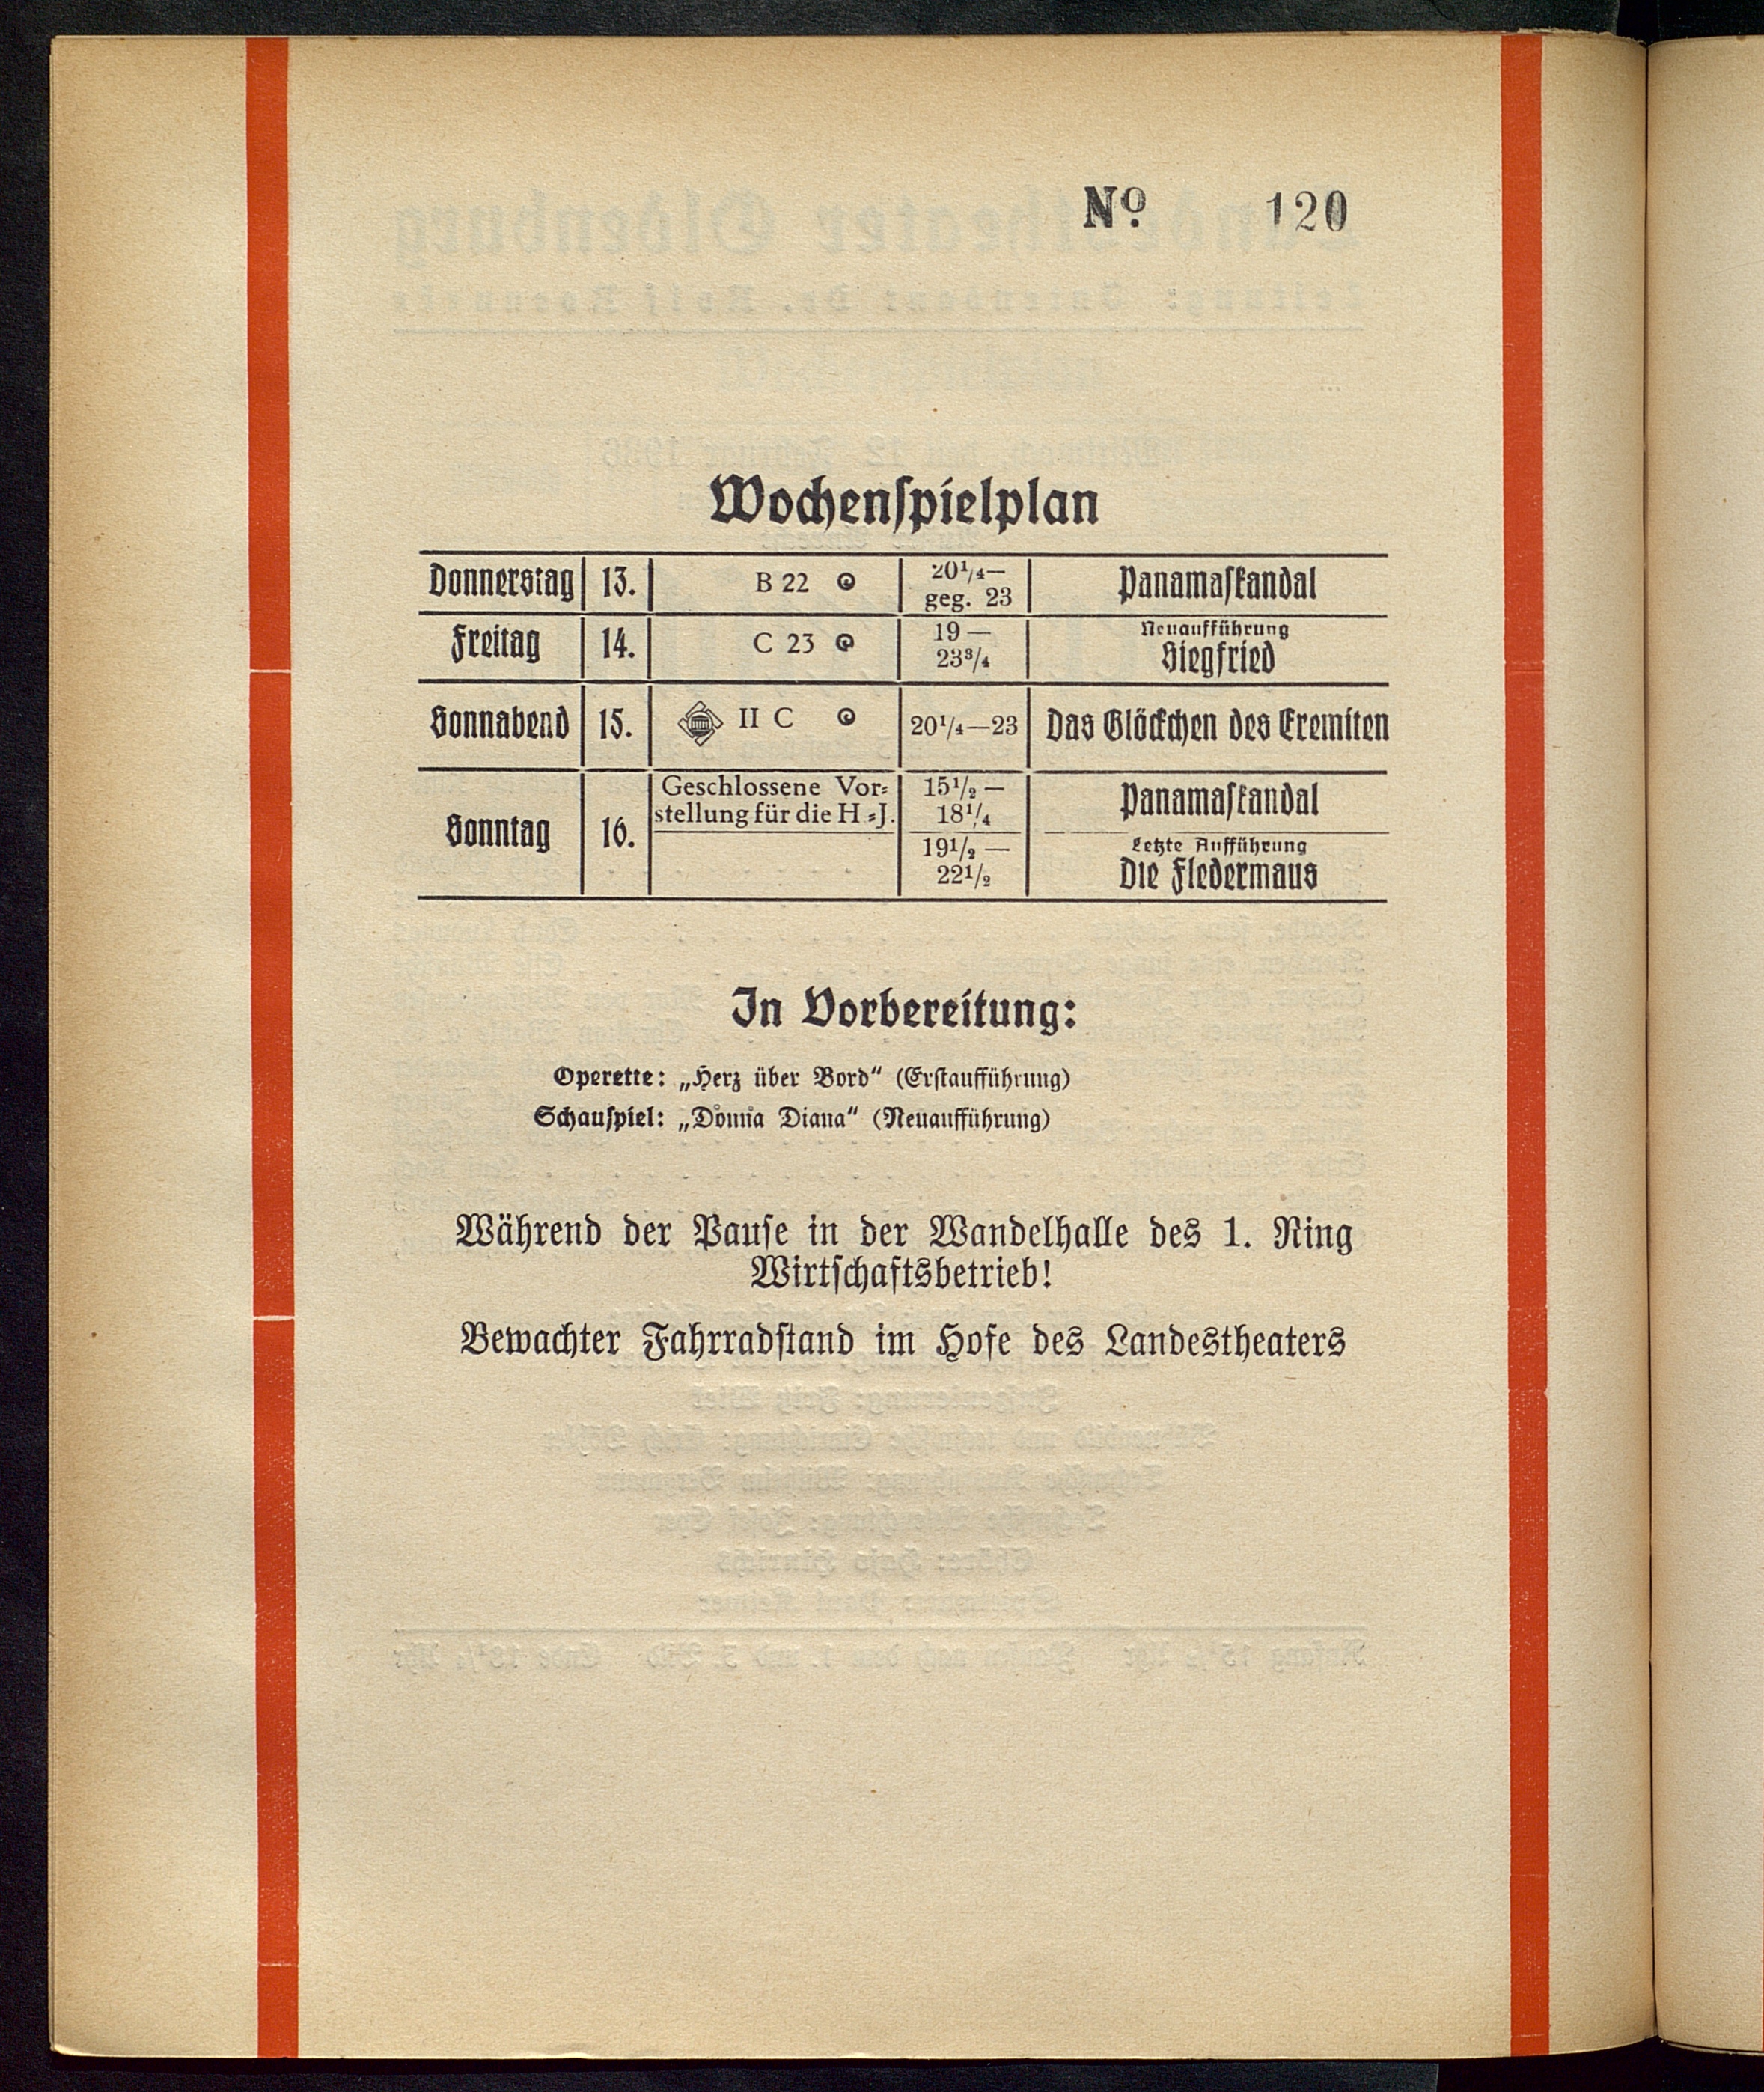 No. 120
Wochenspielplan
Donnerstag 13. B 22 20¹/₄— geg. 23 Panamaskandal
Freitag 14. C 23 19— 23³/₄ Neuaufführung Siegfried
Sonnabend 15. II C 20¹/₄—23 Das Glöckchen des Eremiten
Sonntag 16. Geschlossene Vor-
stellung für die H-J. 15¹/₂— 18¹/₄ Panamaskandal
19¹/₂— 22¹/₂ Letzte Aufführung Die Fledermaus
In Vorbereitung:
Operette: „Herz über Bord“ (Erstaufführung)
Schauspiel: „Donna Diana“ (Neuaufführung)
Während der Pause in der Wandelhalle des 1. Ring
Wirtschaftsbetrieb!
Bewachter Fahrradstand im Hofe des Landestheaters